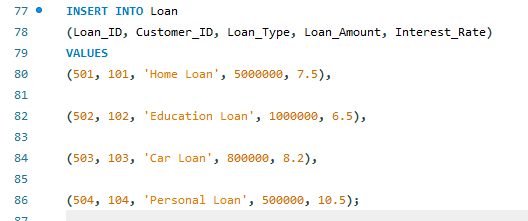 77 INSERT INTO Loan
78 (Loan_ID, Customer_ID, Loan_Type, Loan_Amount, Interest_Rate)
79 VALUES
80 (501, 101, 'Home Loan', 5000000, 7.5),
81
82 (502, 102, 'Education Loan', 1000000, 6.5),
83
84 (503, 103, 'Car Loan', 800000, 8.2),
85
86 (504, 104, 'Personal Loan', 500000, 10.5);
87